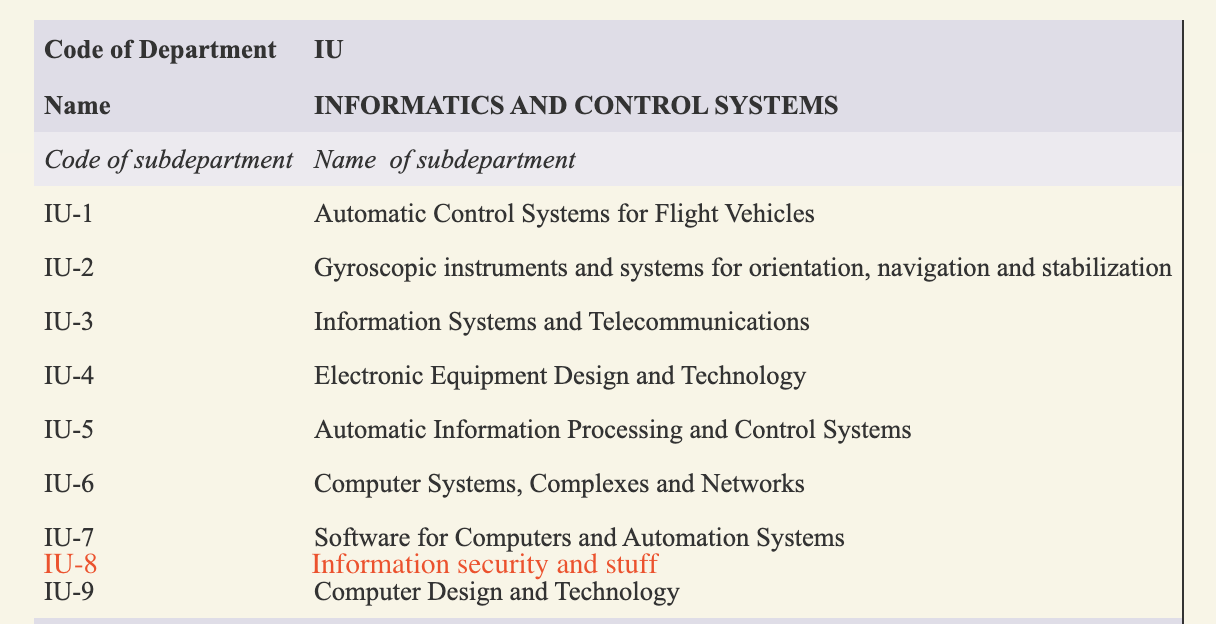 Code of Department IU
Name INFORMATICS AND CONTROL SYSTEMS
Code of subdepartment Name of subdepartment
IU-1 Automatic Control Systems for Flight Vehicles
IU-2 Gyroscopic instruments and systems for orientation, navigation and stabilization
IU-3 Information Systems and Telecommunications
IU-4 Electronic Equipment Design and Technology
IU-5 Automatic Information Processing and Control Systems
IU-6 Computer Systems, Complexes and Networks
IU-7 Software for Computers and Automation Systems
IU-8 Information security and stuff
IU-9 Computer Design and Technology